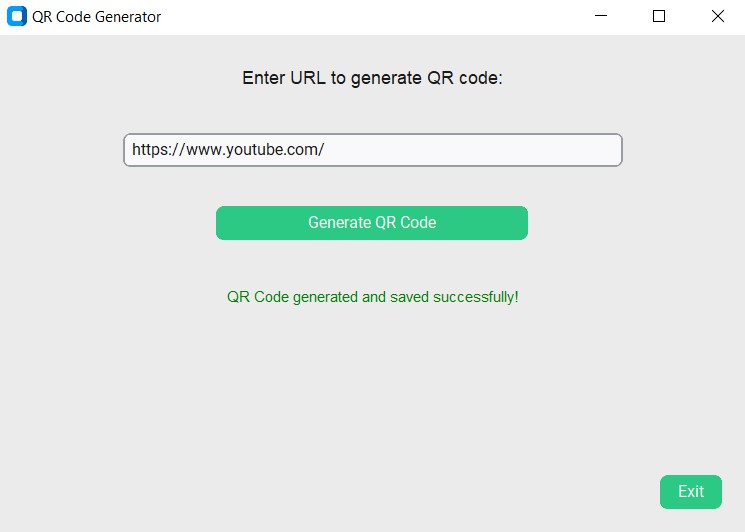 QR Code Generator
Enter URL to generate QR code:
https://www.youtube.com/
Generate QR Code
QR Code generated and saved successfully!
Exit